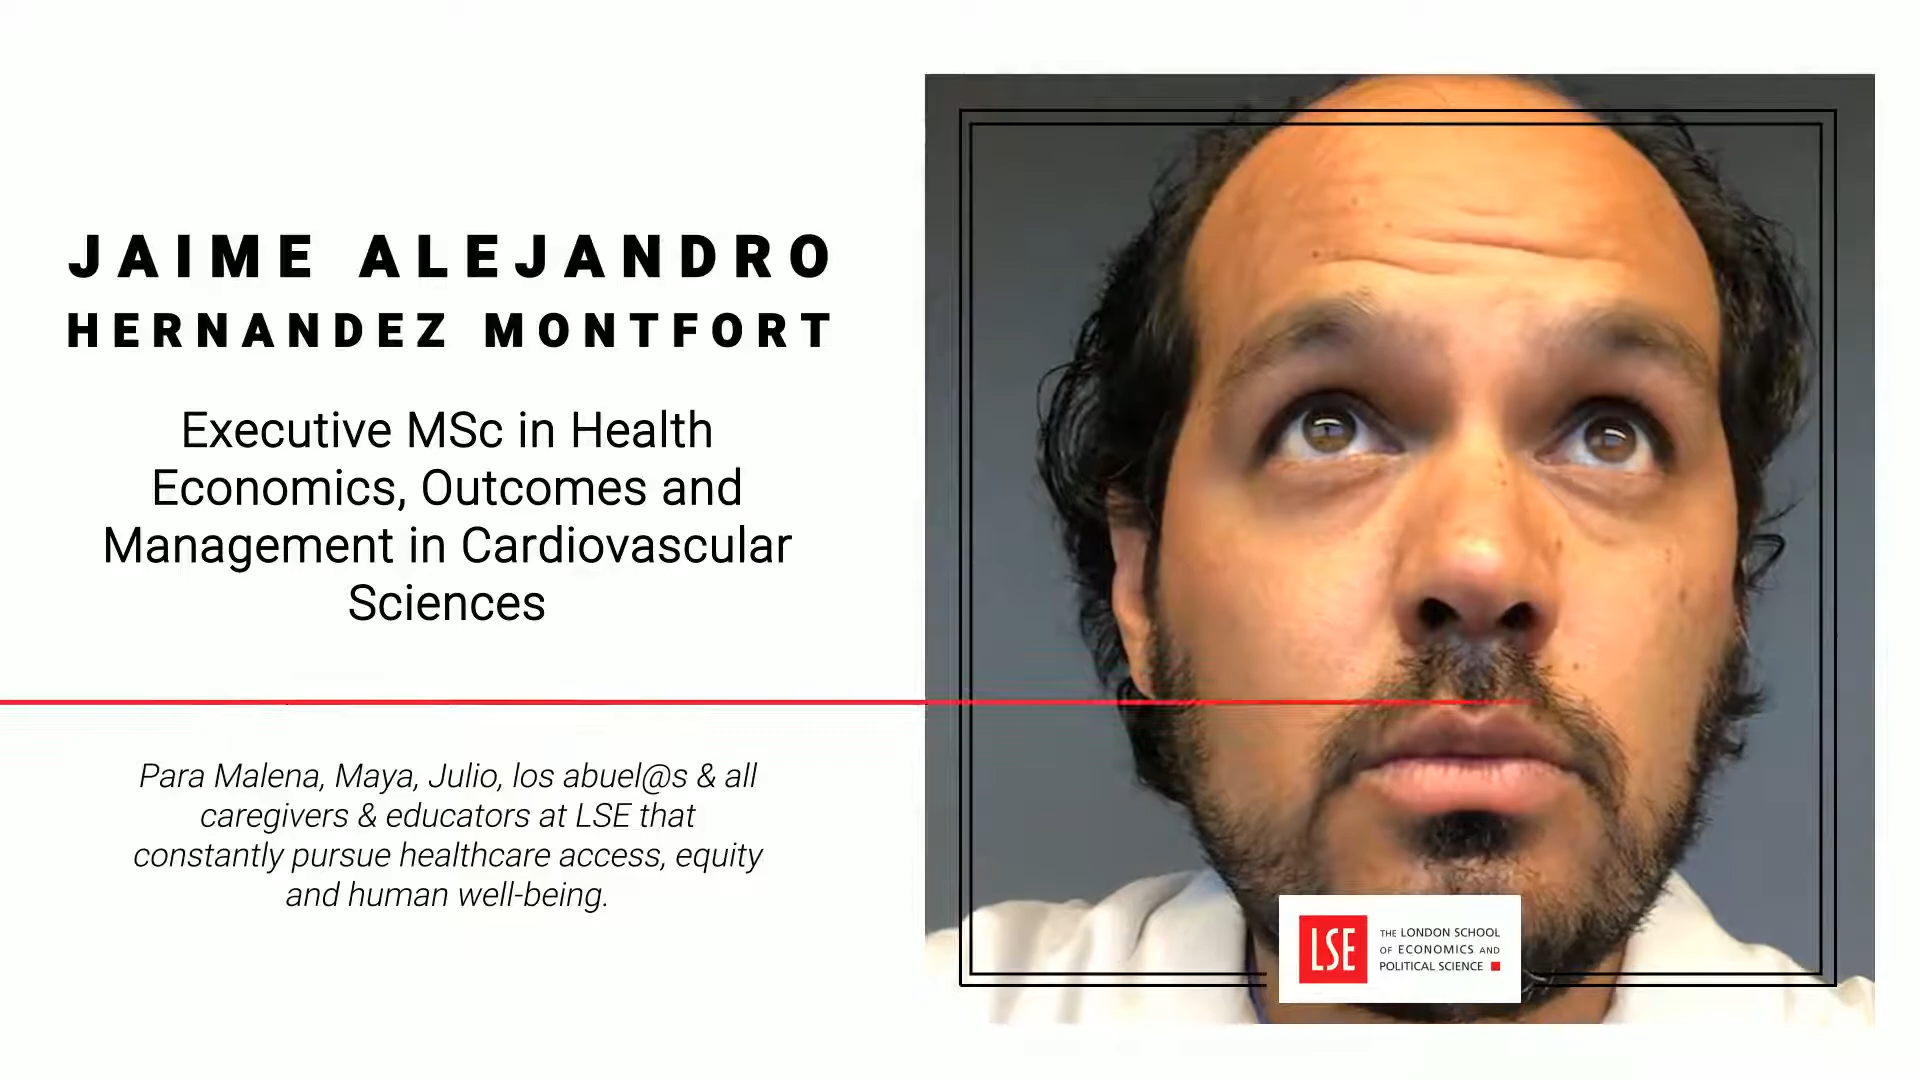 JAIME ALEJANDRO
HERNANDEZ MONTFORT
Executive MSc in Health
Economics, Outcomes and
Management in Cardiovascular
Sciences
Para Malena, Maya, Julio, los abuel@s & all
caregivers & educators at LSE that
constantly pursue healthcare access, equity
and human well-being.
LSE
THE LONDON SCHOOL
OF ECONOMICS AND
POLITICAL SCIENCE